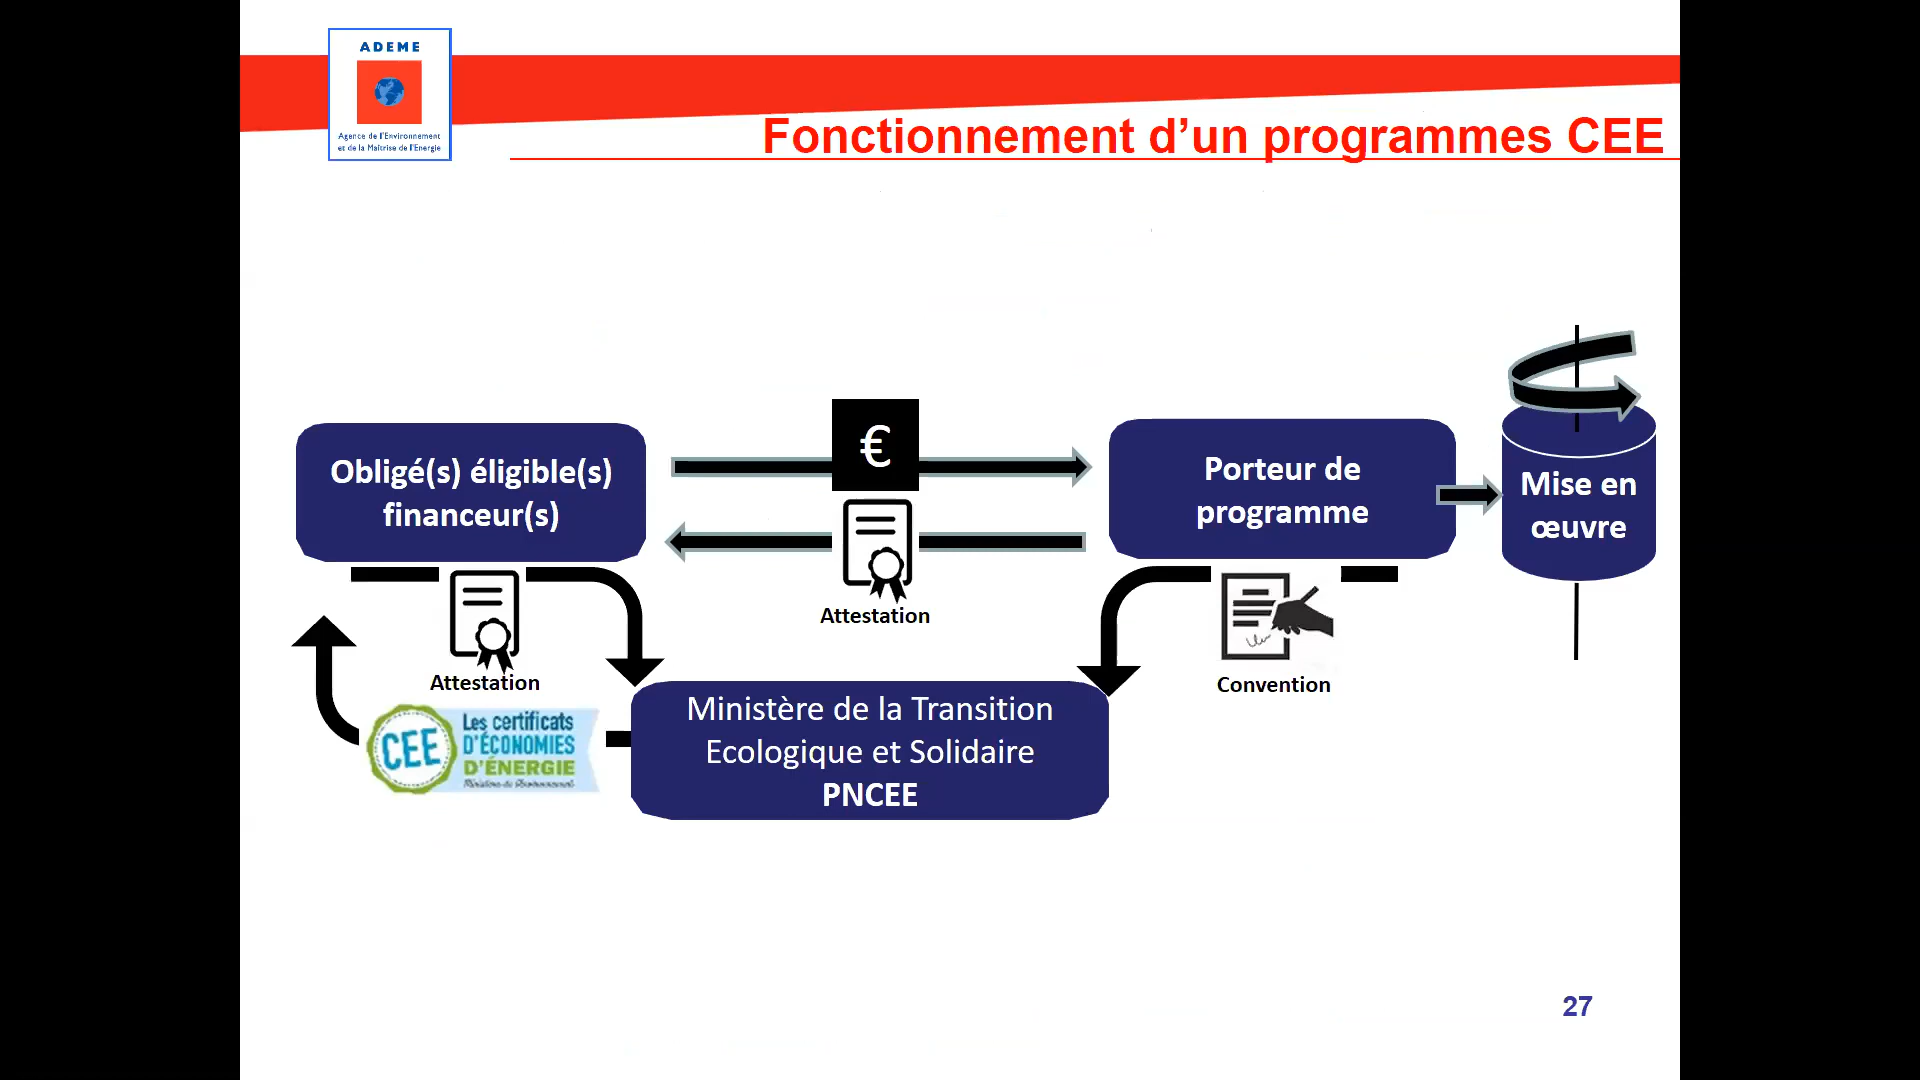 ADEME
Agence de l'Environnement
et de la Maîtrise de l'Energie
Fonctionnement d’un programmes CEE
Obligé(s) éligible(s)
financeur(s)
€
Attestation
Porteur de
programme
Mise en
œuvre
Attestation
Convention
CEE
Les certificats
D'ÉCONOMIES
D'ÉNERGIE
Ministère de la Transition
Ecologique et Solidaire
PNCEE
27